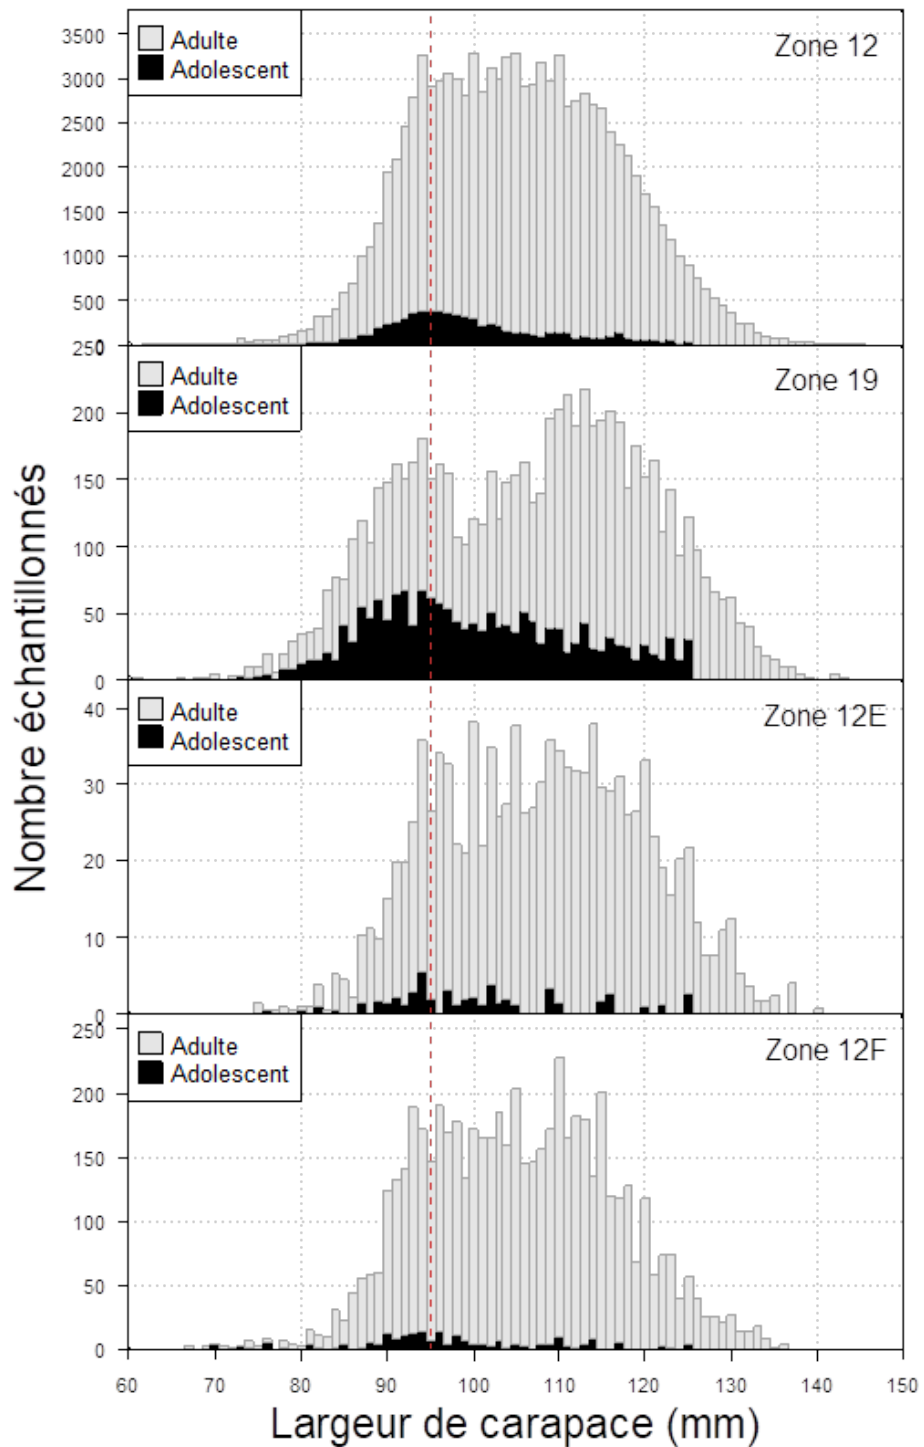 Nombre échantillonnés
Adulte
Adolescent
Zone 12
3500
3000
2500
2000
1500
1000
500
0
Adulte
Adolescent
Zone 19
250
200
150
100
50
0
Adulte
Adolescent
Zone 12E
40
30
20
10
0
Adulte
Adolescent
Zone 12F
250
200
150
100
50
0
60 70 80 90 100 110 120 130 140 150
Largeur de carapace (mm)